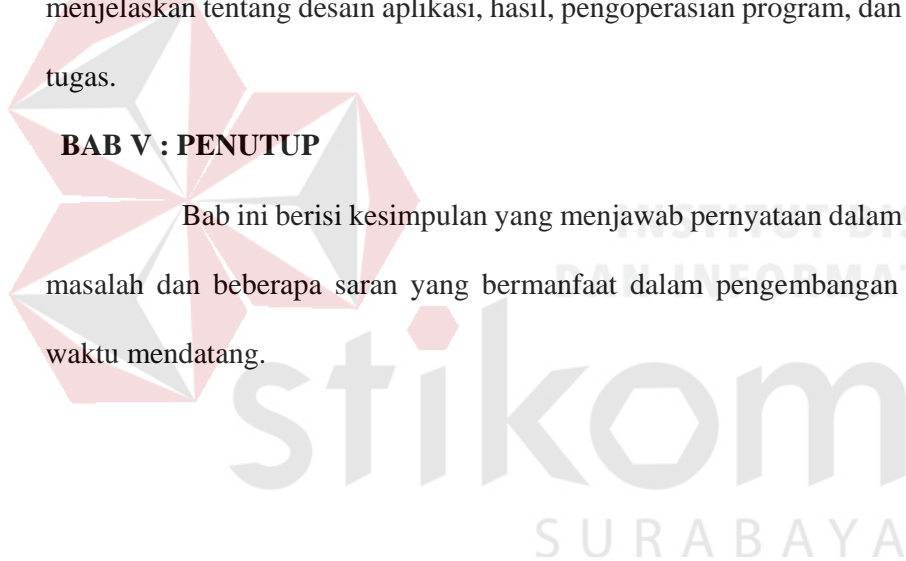 menjelaskan tentang desain aplikasi, hasil, pengoperasian program, dan
tugas.
BAB V : PENUTUP
Bab ini berisi kesimpulan yang menjawab pernyataan dalam
INSTITUT BIS
masalah dan beberapa saran yang bermanfaat dalam pengembangan
DAN INFORMAT
waktu mendatang.
stikom
SURABAYA